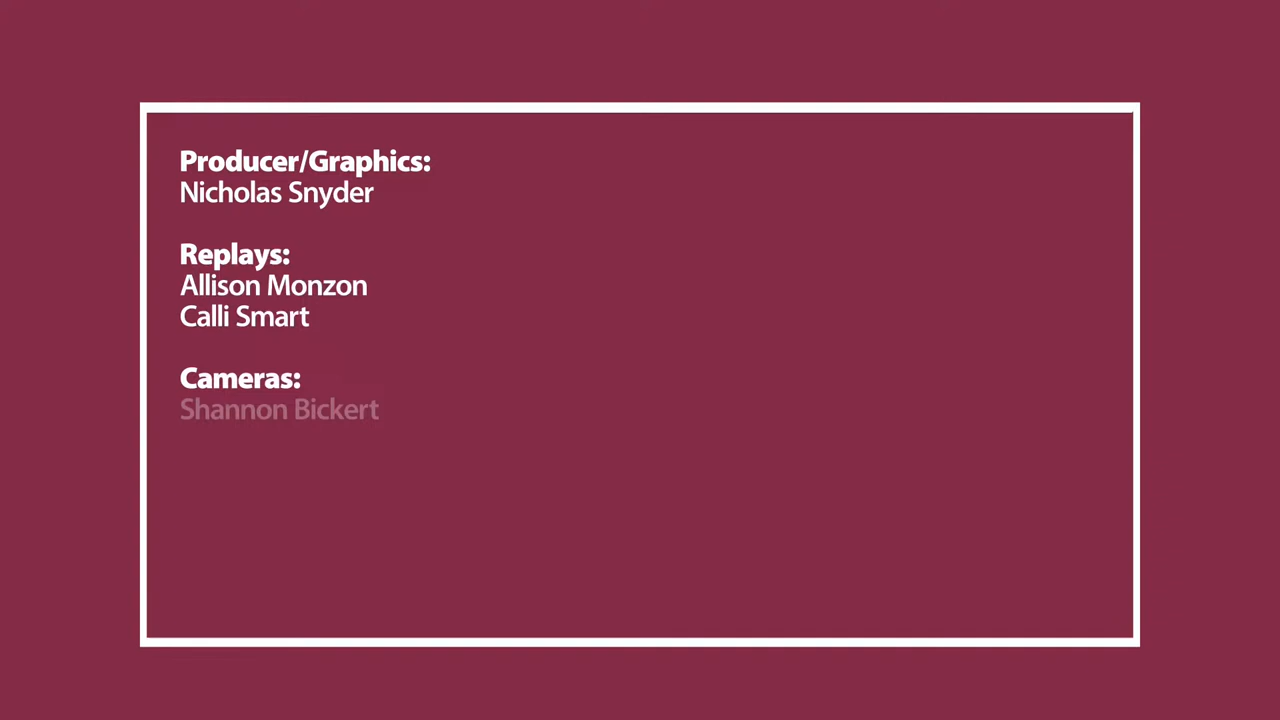 Producer/Graphics:
Nicholas Snyder
Replays:
Allison Monzon
Calli Smart
Cameras:
Shannon Bickert